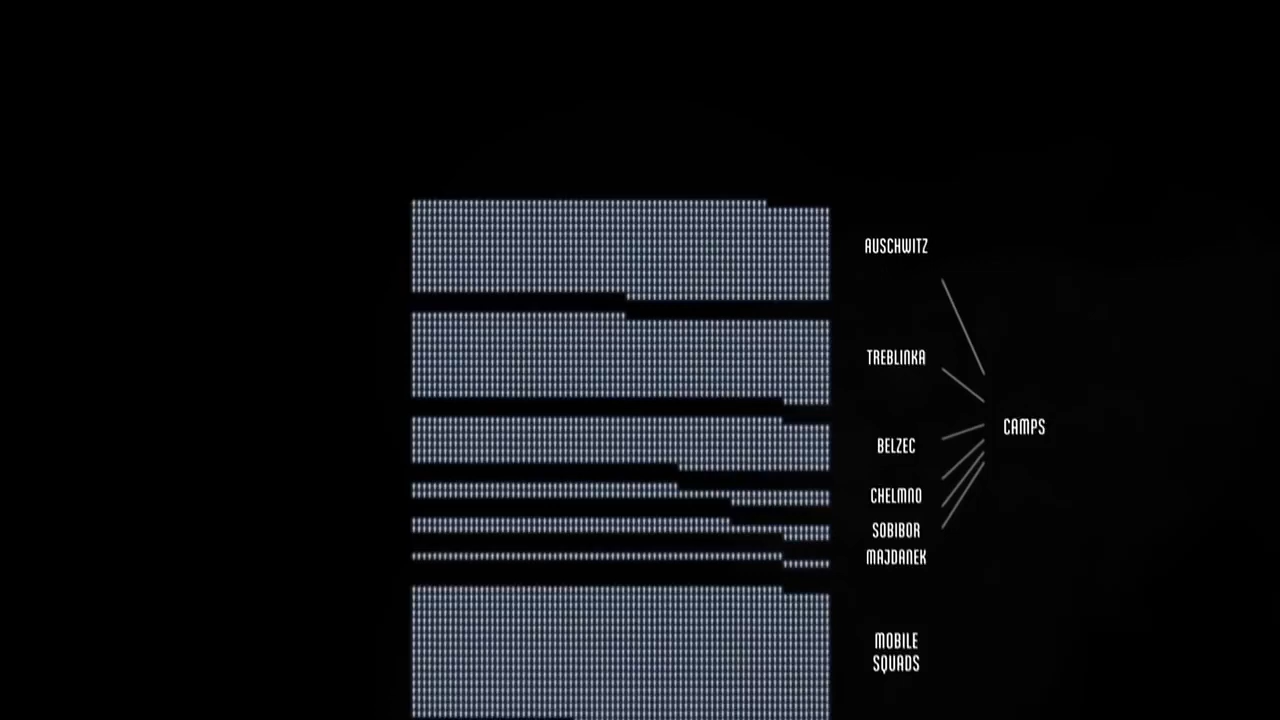 AUSCHWITZ
TREBLINKA
BELZEC
CHELMNO
SOBIBOR
MAJDANEK
CAMPS
MOBILE
SQUADS